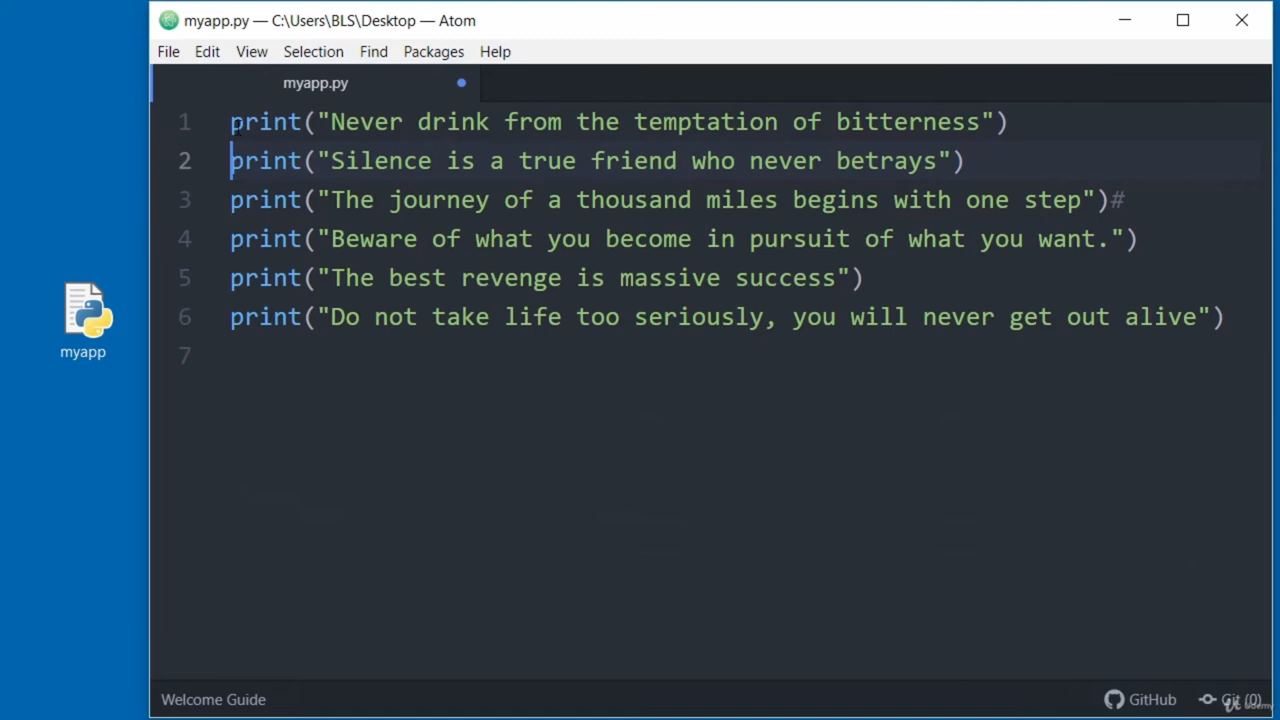 myapp.py — C:\Users\BLS\Desktop — Atom
File Edit View Selection Find Packages Help
myapp.py
1 print("Never drink from the temptation of bitterness")
2 print("Silence is a true friend who never betrays")
3 print("The journey of a thousand miles begins with one step")#
4 print("Beware of what you become in pursuit of what you want.")
5 print("The best revenge is massive success")
6 print("Do not take life too seriously, you will never get out alive")
7
myapp
Welcome Guide GitHub Git (0)
Udemy